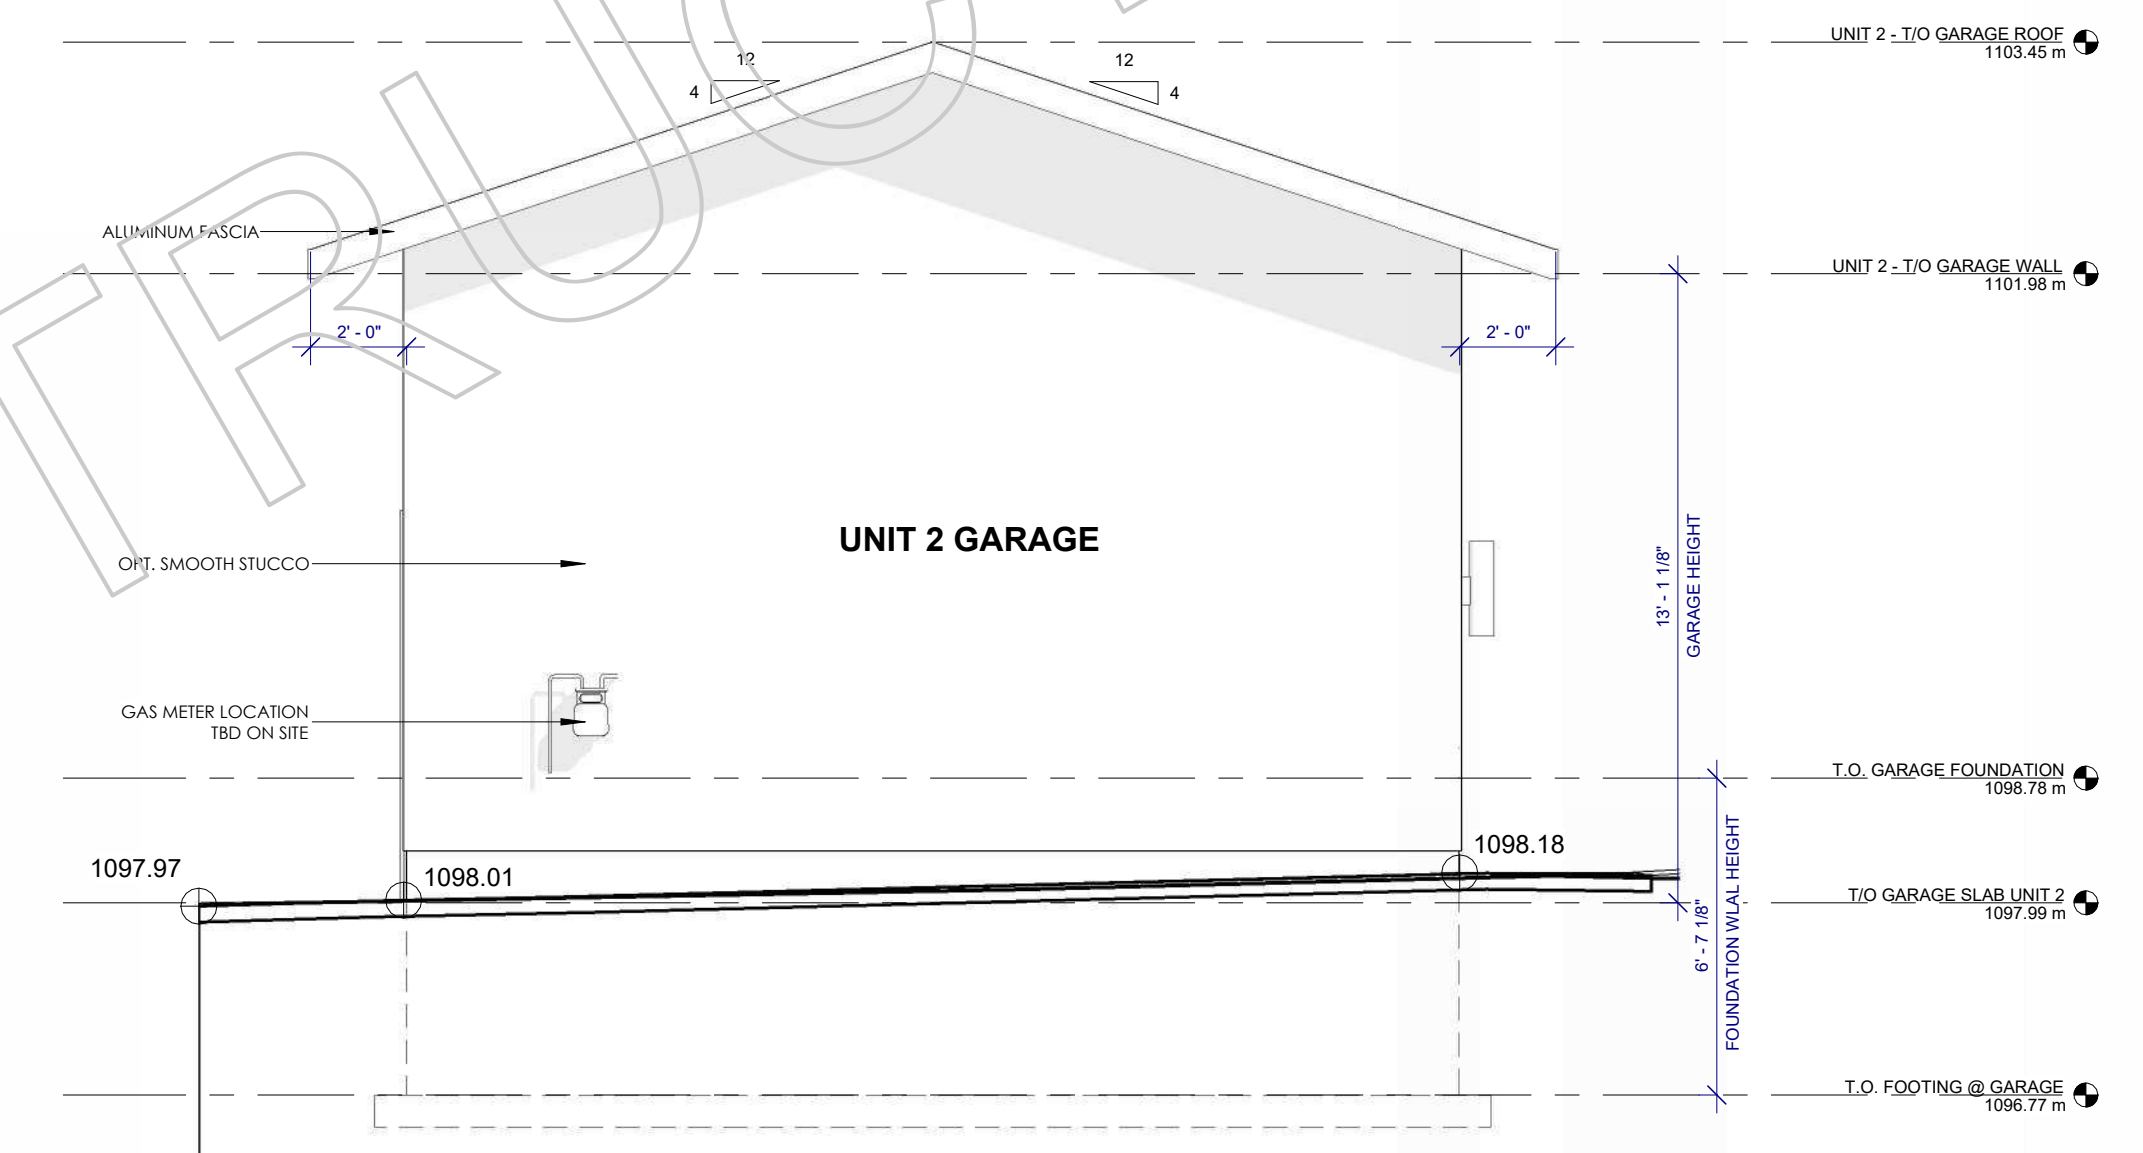 UNIT 2 - T/O GARAGE ROOF
1103.45 m
12
4
12
4
ALUMINUM FASCIA
UNIT 2 - T/O GARAGE WALL
1101.98 m
2' - 0"
2' - 0"
UNIT 2 GARAGE
OPT. SMOOTH STUCCO
13' - 1 1/8"
GARAGE HEIGHT
GAS METER LOCATION
TBD ON SITE
T.O. GARAGE FOUNDATION
1098.78 m
1097.97
1098.01
1098.18
T/O GARAGE SLAB UNIT 2
1097.99 m
6' - 7 1/8"
FOUNDATION WLAL HEIGHT
T.O. FOOTING @ GARAGE
1096.77 m
TRUC